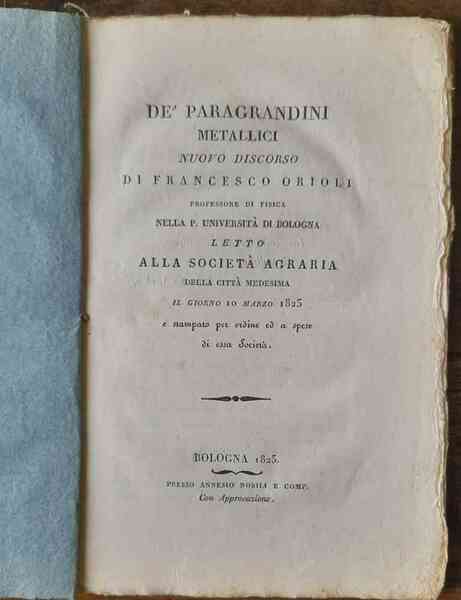 DE' PARAGRANDINI
METALLICI
NUOVO DISCORSO
DI FRANCESCO ORIOLI
PROFESSORE DI FISICA
NELLA P. UNIVERSITÀ DI BOLOGNA
LETTO
ALLA SOCIETÀ AGRARIA
DELLA CITTÀ MEDESIMA
IL GIORNO 10 MARZO 1825
e stampato per ordine ed a spese
di essa Società.
BOLOGNA 1825.
PRESSO ANNESIO NOBILI E COMP.
Con Approvazione.